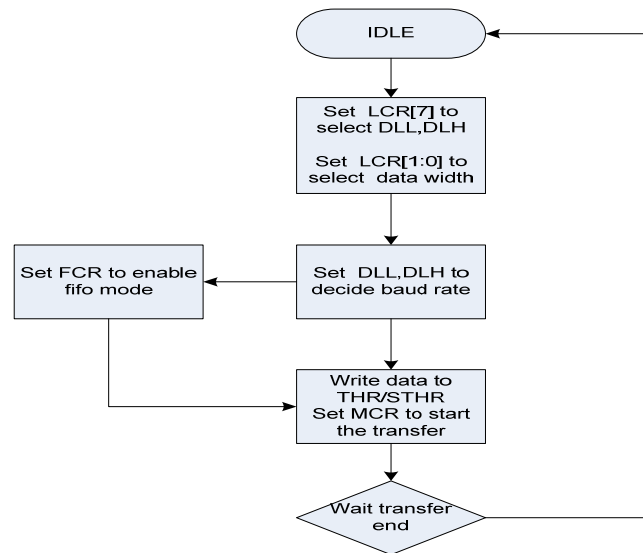 IDLE
Set LCR[7] to
select DLL,DLH
Set LCR[1:0] to
select data width
Set FCR to enable
fifo mode
Set DLL,DLH to
decide baud rate
Write data to
THR/STHR
Set MCR to start
the transfer
Wait transfer
end